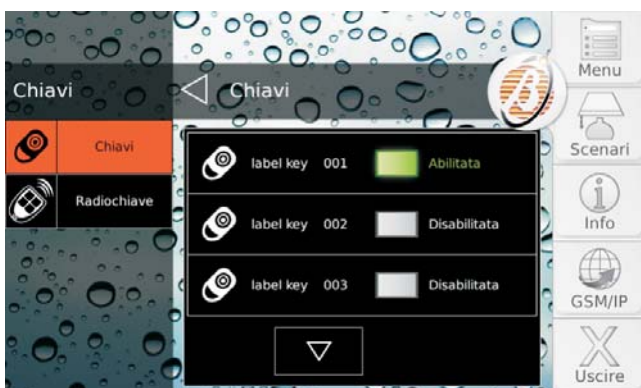 Chiavi
Chiavi
Chiavi
Radiochiave
label key 001 Abilitata
label key 002 Disabilitata
label key 003 Disabilitata
Menu
Scenari
Info
GSM/IP
Uscire